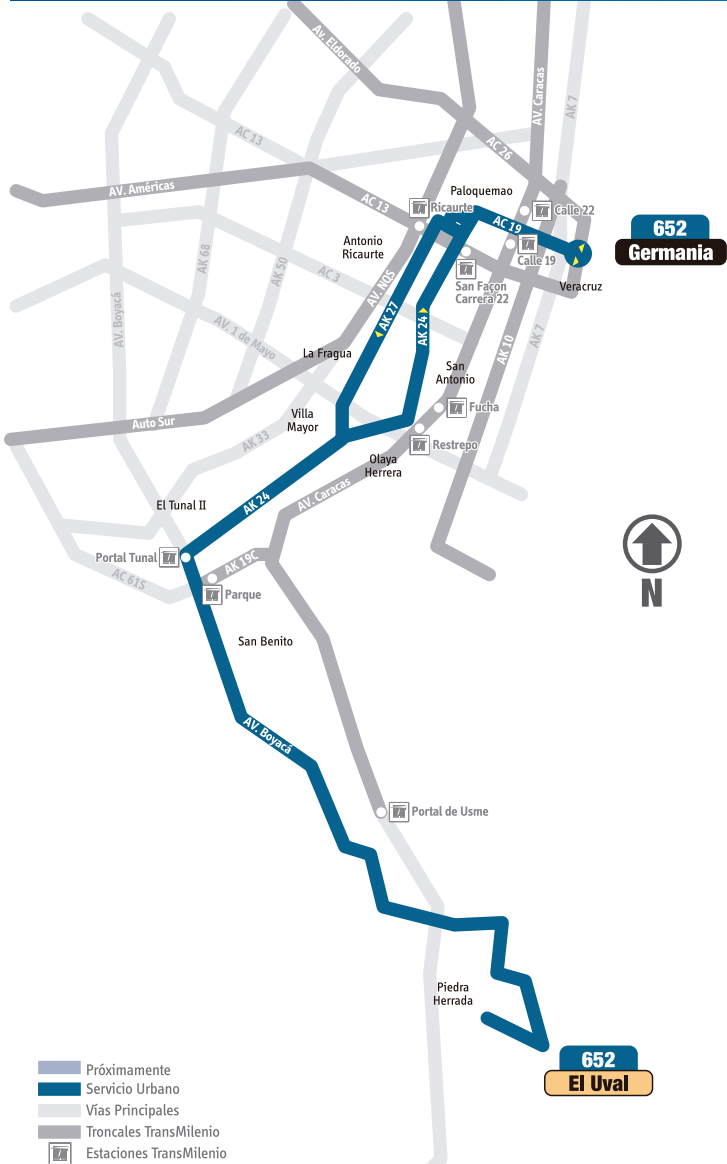 Av. Eldorado
AV. Caracas
AK 7
AC 13
AC 26
AV. Américas
AC 13
Paloquemao
Ricaurte
AC 19
Calle 22
652
Germania
Antonio
Ricaurte
Calle 19
AK 68
AK 50
AC 3
AV. NQS
San Façon
Carrera 22
Veracruz
AV. Boyacá
AV. 1 de Mayo
AK 27
AK 24
AK 10
AK 7
La Fragua
San
Antonio
Villa
Mayor
Fucha
Auto Sur
AK 33
Restrepo
Olaya
Herrera
El Tunal II
AK 24
AV. Caracas
Portal Tunal
AK 19C
AC 61S
Parque
N
San Benito
AV. Boyacá
Portal de Usme
Piedra
Herrada
652
El Uval
Próximamente
Servicio Urbano
Vías Principales
Troncales TransMilenio
Estaciones TransMilenio